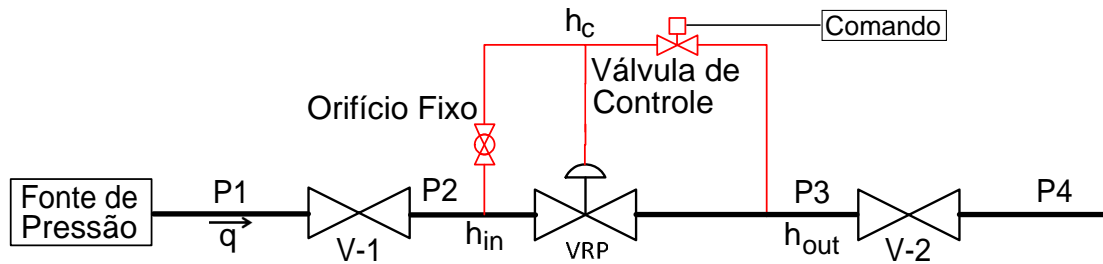 h_c
Comando
Válvula de
Controle
Orifício Fixo
Fonte de
Pressão
P1
q
V-1
P2
h_in
VRP
P3
h_out
V-2
P4